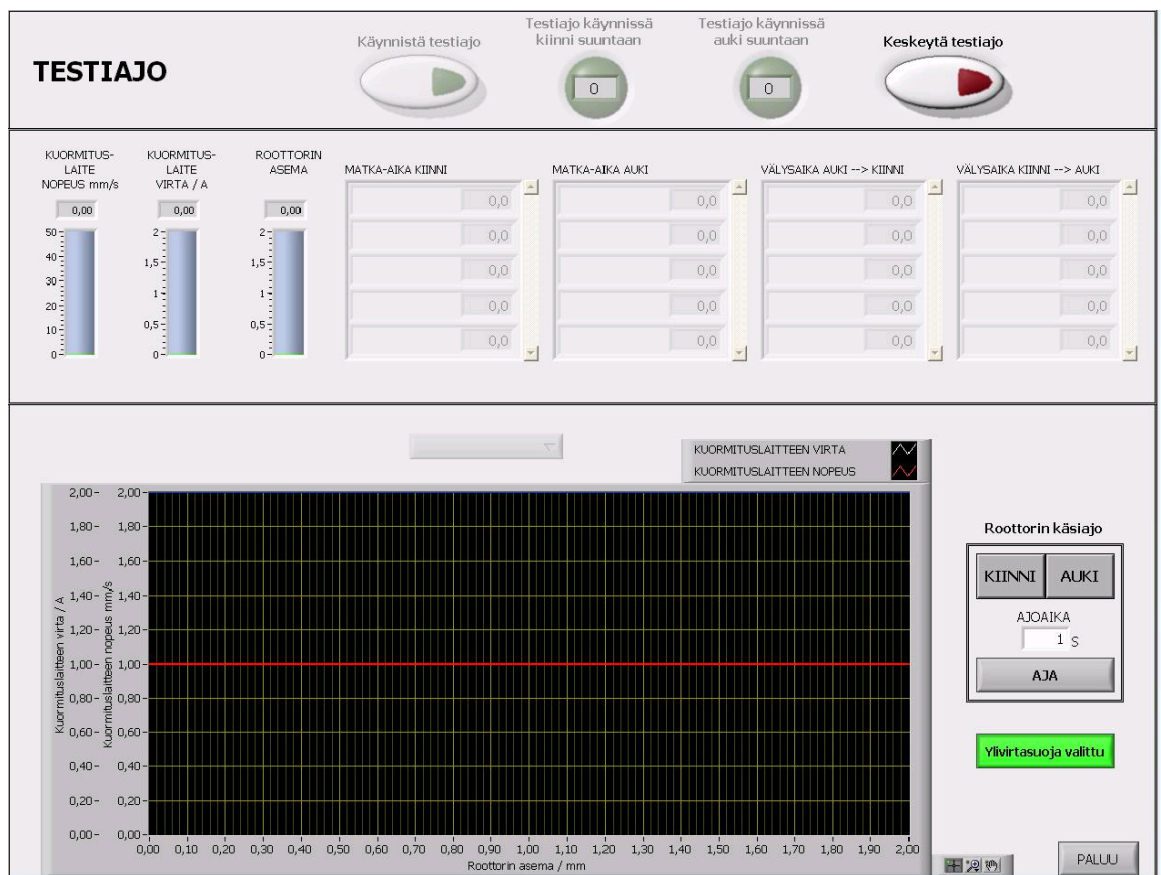 TESTIAJO
Käynnistä testiajo
Testiajo käynnissä
kiinni suuntaan
0
Testiajo käynnissä
auki suuntaan
0
Keskeytä testiajo
KUORMITUS-
LAITE
NOPEUS mm/s
0,00
50
40
30
20
10
0
KUORMITUS-
LAITE
VIRTA / A
0,00
2
1,5
1
0,5
0
ROOTTORIN
ASEMA
0,00
2
1,5
1
0,5
0
MATKA-AIKA KIINNI
0,0
0,0
0,0
0,0
0,0
MATKA-AIKA AUKI
0,0
0,0
0,0
0,0
0,0
VÄLYSAIKA AUKI --> KIINNI
0,0
0,0
0,0
0,0
0,0
VÄLYSAIKA KIINNI --> AUKI
0,0
0,0
0,0
0,0
0,0
KUORMITUSLAITTEEN VIRTA
KUORMITUSLAITTEEN NOPEUS
Kuormituslaitteen virta / A
2,00
1,80
1,60
1,40
1,20
1,00
0,80
0,60
0,40
0,20
0,00
Kuormituslaitteen nopeus mm/s
2,00
1,80
1,60
1,40
1,20
1,00
0,80
0,60
0,40
0,20
0,00
0,00 0,10 0,20 0,30 0,40 0,50 0,60 0,70 0,80 0,90 1,00 1,10 1,20 1,30 1,40 1,50 1,60 1,70 1,80 1,90 2,00
Roottorin asema / mm
Roottorin käsiajo
KIINNI AUKI
AJOAIKA
1 s
AJA
Ylivirtasuoja valittu
PALUU